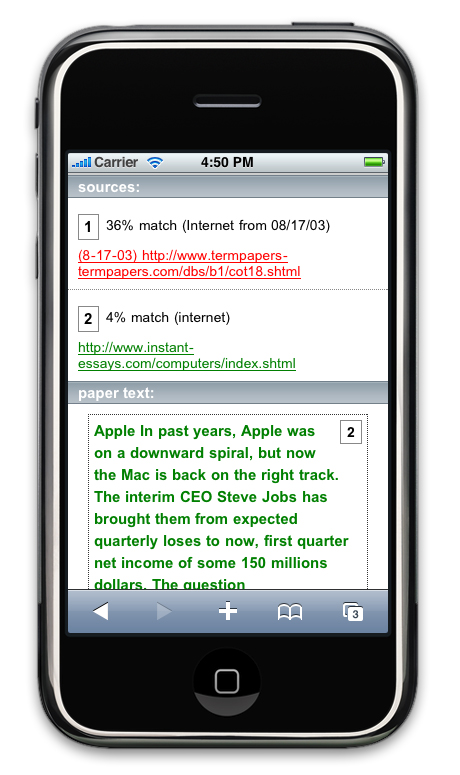 Carrier 4:50 PM
sources:
1 36% match (Internet from 08/17/03)
(8-17-03) http://www.termpapers-
termpapers.com/dbs/b1/cot18.shtml
2 4% match (internet)
http://www.instant-
essays.com/computers/index.shtml
paper text:
Apple In past years, Apple was 2
on a downward spiral, but now
the Mac is back on the right track.
The interim CEO Steve Jobs has
brought them from expected
quarterly loses to now, first quarter
net income of some 150 millions
dollars. The question
3